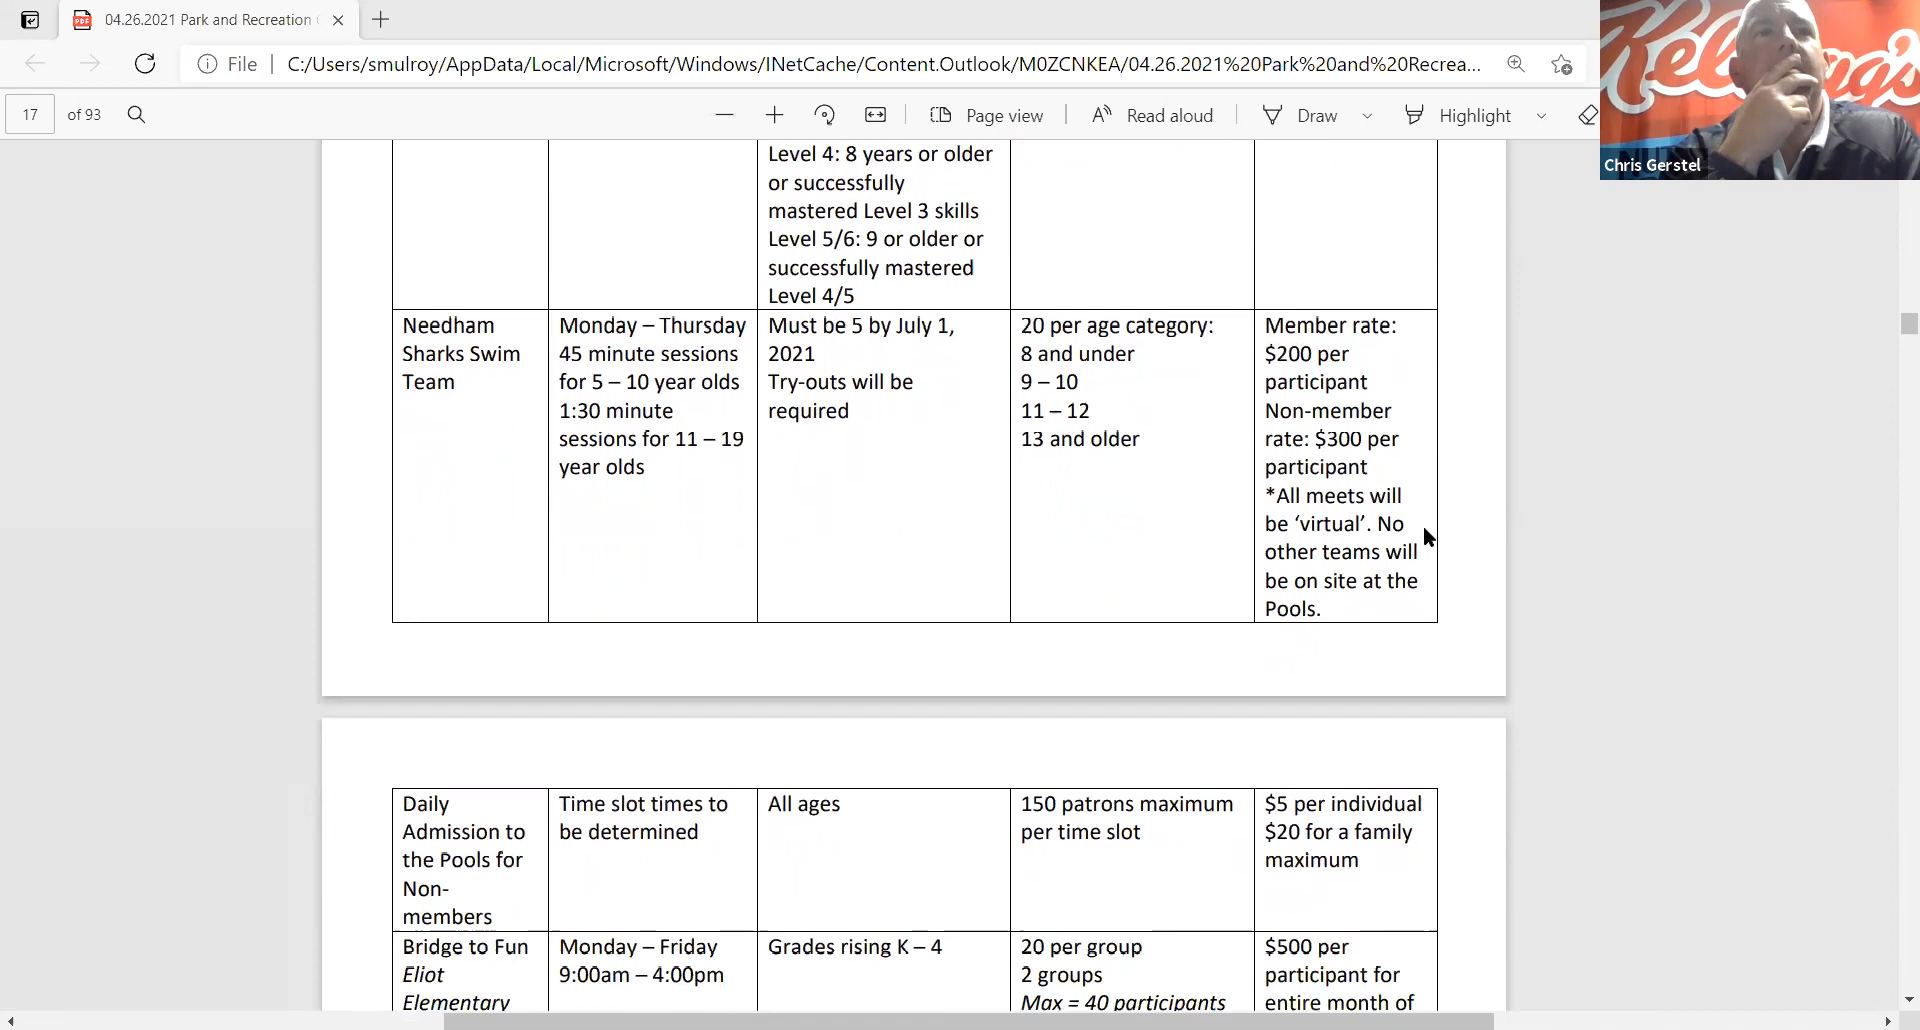 04.26.2021 Park and Recreation
File
C:/Users/smulroy/AppData/Local/Microsoft/Windows/INetCache/Content.Outlook/M0ZCNKEA/04.26.2021%20Park%20and%20Recrea...
17 of 93
Page view
Read aloud
Draw
Highlight
Kellogg's
Chris Gerstel
Level 4: 8 years or older
or successfully
mastered Level 3 skills
Level 5/6: 9 or older or
successfully mastered
Level 4/5
Needham
Sharks Swim
Team
Monday – Thursday
45 minute sessions
for 5 – 10 year olds
1:30 minute
sessions for 11 – 19
year olds
Must be 5 by July 1,
2021
Try-outs will be
required
20 per age category:
8 and under
9 – 10
11 – 12
13 and older
Member rate:
$200 per
participant
Non-member
rate: $300 per
participant
*All meets will
be ‘virtual’. No
other teams will
be on site at the
Pools.
Daily
Admission to
the Pools for
Non-
members
Time slot times to
be determined
All ages
150 patrons maximum
per time slot
$5 per individual
$20 for a family
maximum
Bridge to Fun
Eliot
Elementary
Monday – Friday
9:00am – 4:00pm
Grades rising K – 4
20 per group
2 groups
Max = 40 participants
$500 per
participant for
entire month of